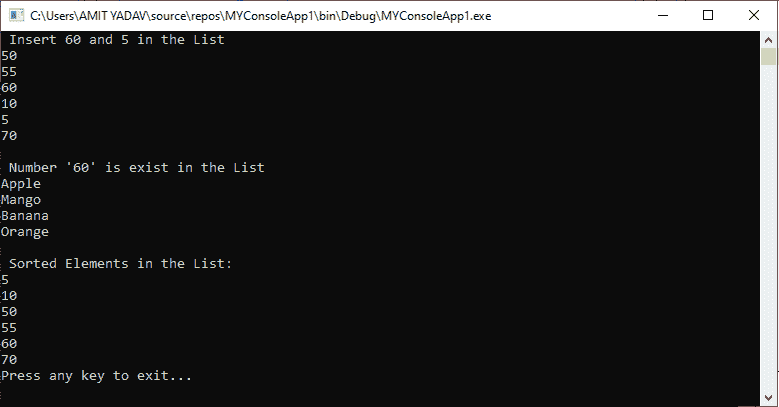 C:\Users\AMIT YADAV\source\repos\MYConsoleApp1\bin\Debug\MYConsoleApp1.exe
Insert 60 and 5 in the List
50
55
60
10
5
70
Number '60' is exist in the List
Apple
Mango
Banana
Orange
Sorted Elements in the List:
5
10
50
55
60
70
Press any key to exit...